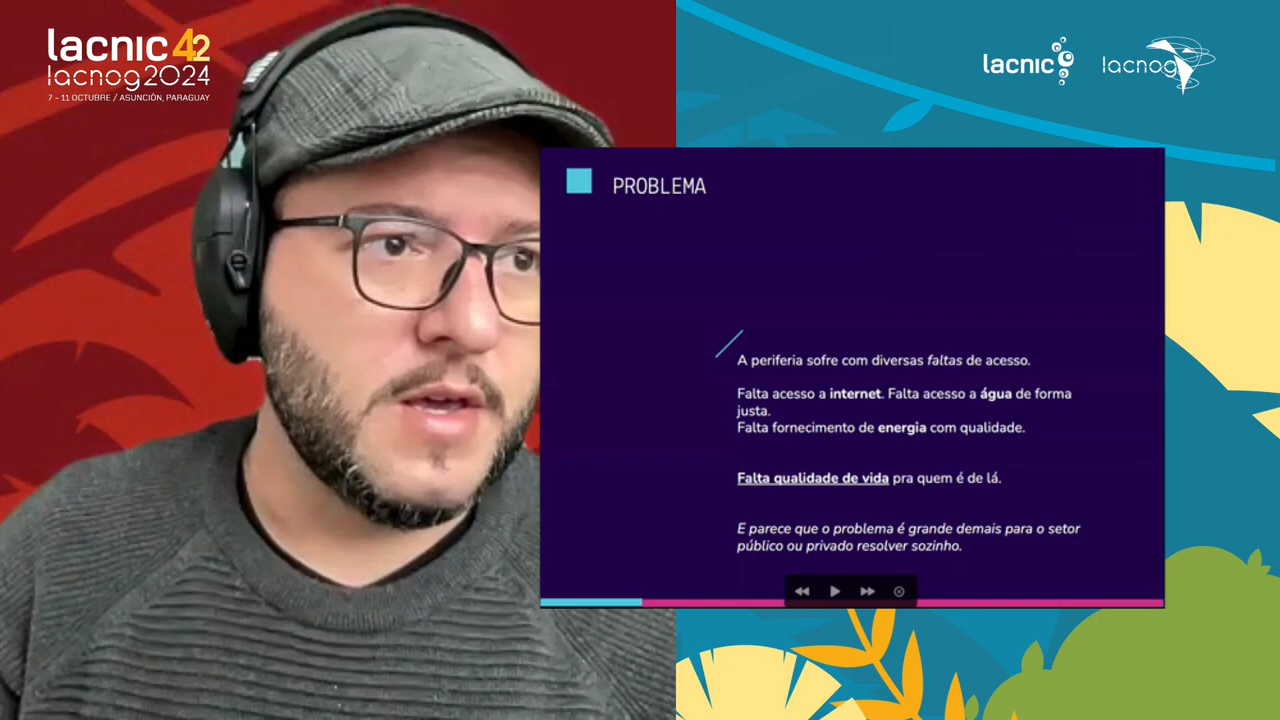 lacnic 42
lacnog2024
7 - 11 OCTUBRE / ASUNCIÓN, PARAGUAY
lacnic
lacnog
PROBLEMA
A periferia sofre com diversas faltas de acesso.
Falta acesso a internet. Falta acesso a água de forma
justa.
Falta fornecimento de energia com qualidade.
Falta qualidade de vida pra quem é de lá.
E parece que o problema é grande demais para o setor
público ou privado resolver sozinho.